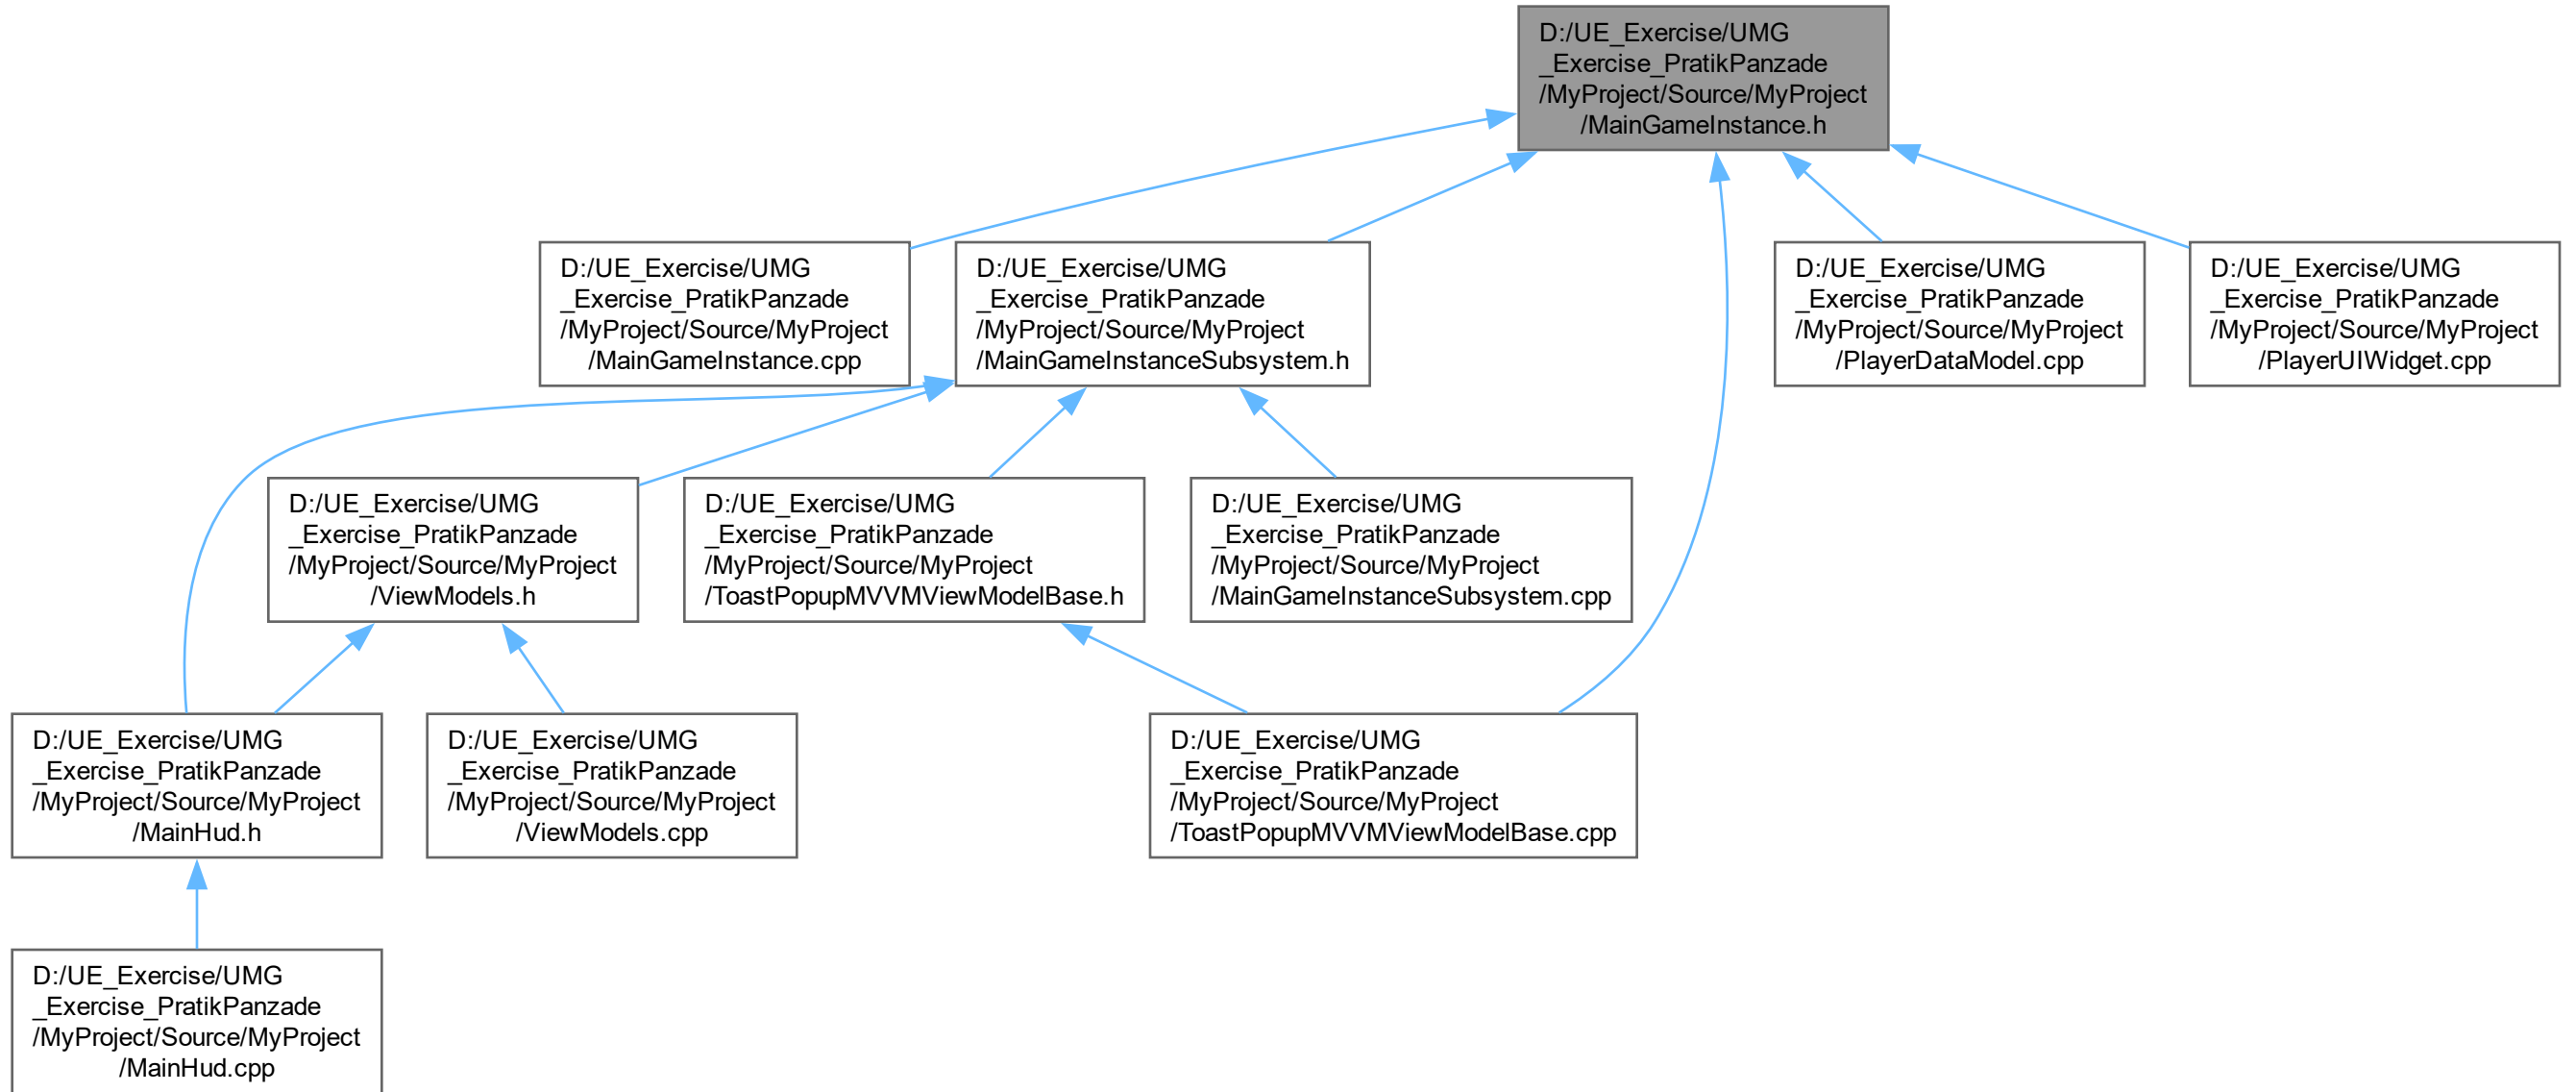 D:/UE_Exercise/UMG
_Exercise_PratikPanzade
/MyProject/Source/MyProject
/MainGameInstance.h
D:/UE_Exercise/UMG
_Exercise_PratikPanzade
/MyProject/Source/MyProject
/MainGameInstance.cpp
D:/UE_Exercise/UMG
_Exercise_PratikPanzade
/MyProject/Source/MyProject
/MainGameInstanceSubsystem.h
D:/UE_Exercise/UMG
_Exercise_PratikPanzade
/MyProject/Source/MyProject
/PlayerDataModel.cpp
D:/UE_Exercise/UMG
_Exercise_PratikPanzade
/MyProject/Source/MyProject
/PlayerUIWidget.cpp
D:/UE_Exercise/UMG
_Exercise_PratikPanzade
/MyProject/Source/MyProject
/ViewModels.h
D:/UE_Exercise/UMG
_Exercise_PratikPanzade
/MyProject/Source/MyProject
/ToastPopupMVVMViewModelBase.h
D:/UE_Exercise/UMG
_Exercise_PratikPanzade
/MyProject/Source/MyProject
/MainGameInstanceSubsystem.cpp
D:/UE_Exercise/UMG
_Exercise_PratikPanzade
/MyProject/Source/MyProject
/MainHud.h
D:/UE_Exercise/UMG
_Exercise_PratikPanzade
/MyProject/Source/MyProject
/ViewModels.cpp
D:/UE_Exercise/UMG
_Exercise_PratikPanzade
/MyProject/Source/MyProject
/ToastPopupMVVMViewModelBase.cpp
D:/UE_Exercise/UMG
_Exercise_PratikPanzade
/MyProject/Source/MyProject
/MainHud.cpp